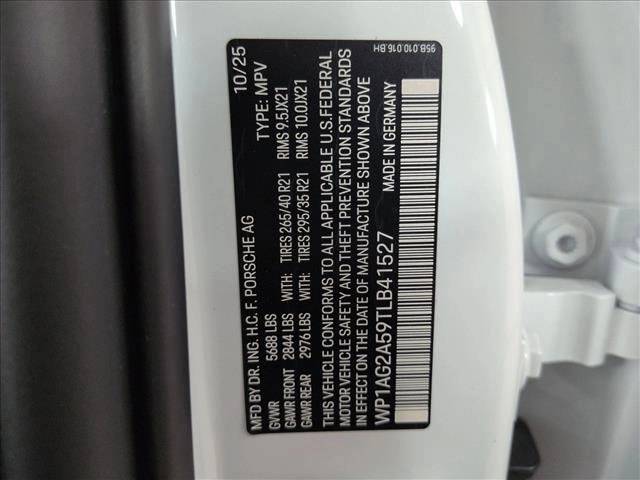 MFD BY DR. ING. H.C. F. PORSCHE AG 10/25
GVWR 5688 LBS TYPE: MPV
GAWR FRONT 2844 LBS WITH: TIRES 265/40 R21 RIMS 9.5JX21
GAWR REAR 2976 LBS WITH: TIRES 295/35 R21 RIMS 10.0JX21
THIS VEHICLE CONFORMS TO ALL APPLICABLE U.S.FEDERAL
MOTOR VEHICLE SAFETY AND THEFT PREVENTION STANDARDS
IN EFFECT ON THE DATE OF MANUFACTURE SHOWN ABOVE
WP1AG2A59TLB41527 MADE IN GERMANY
95B.010.016.BH